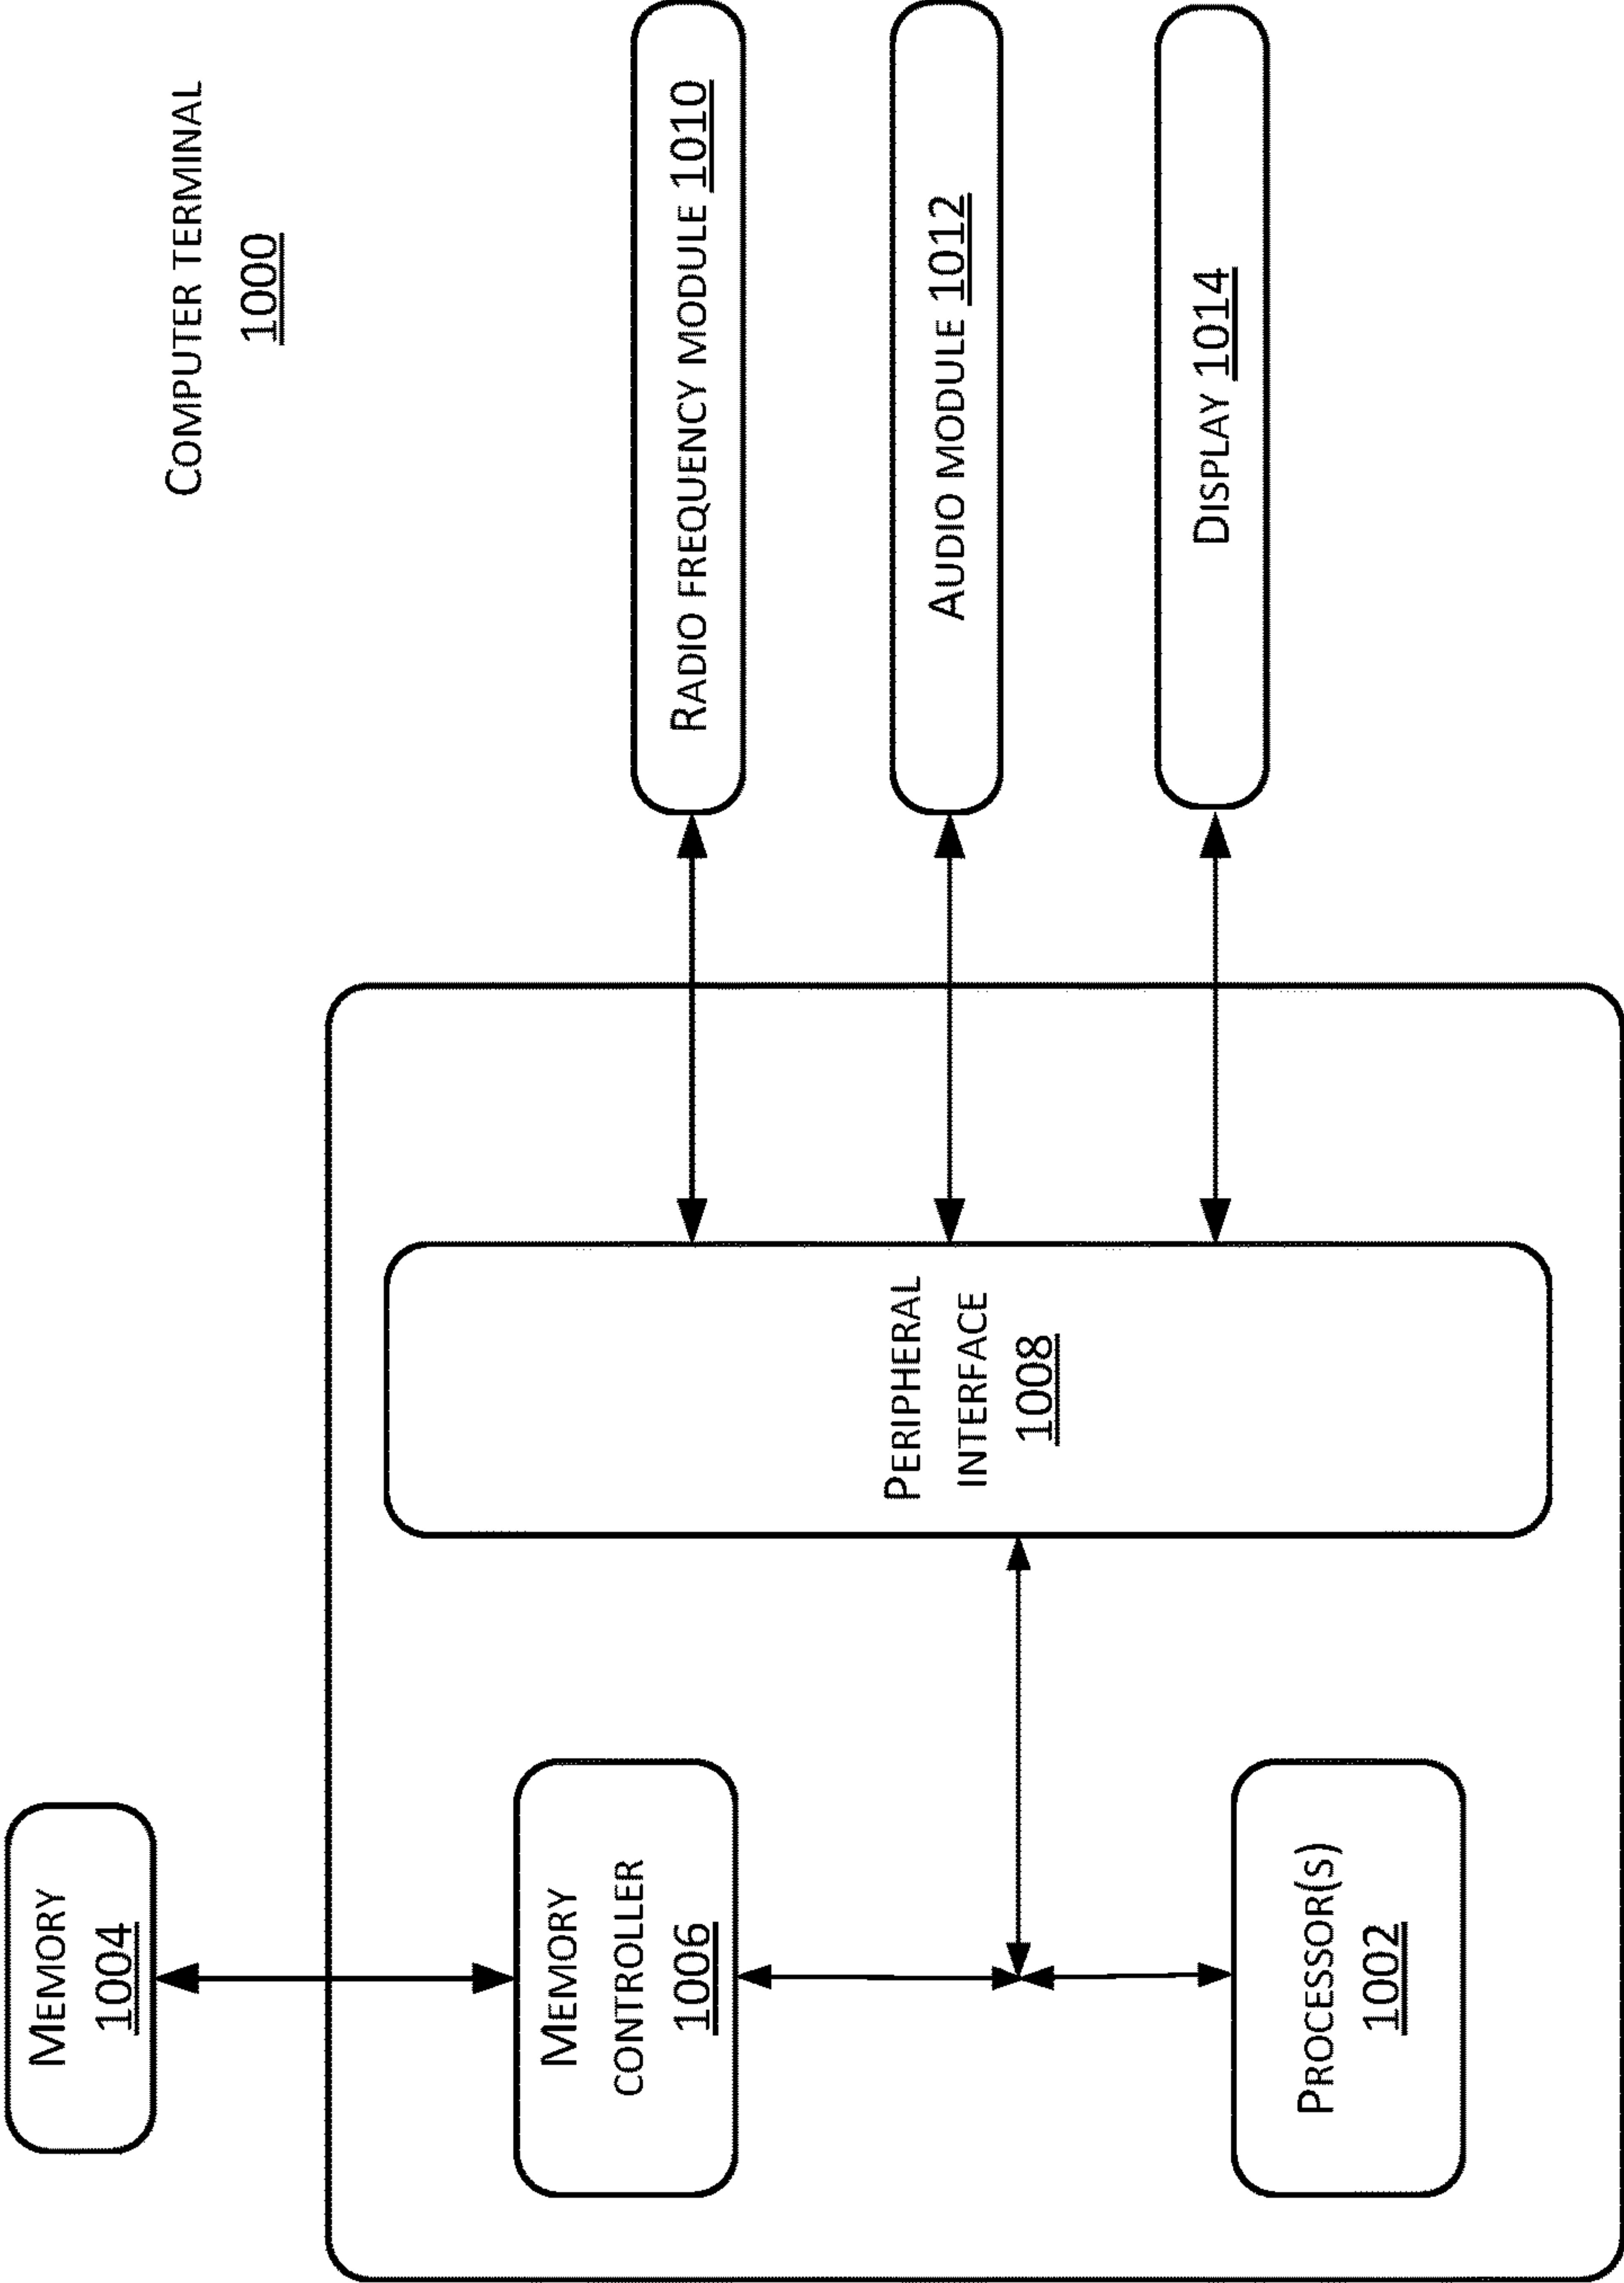 COMPUTER TERMINAL
1000
MEMORY
1004
MEMORY
CONTROLLER
1006
PROCESSOR(S)
1002
PERIPHERAL
INTERFACE
1008
RADIO FREQUENCY MODULE 1010
AUDIO MODULE 1012
DISPLAY 1014